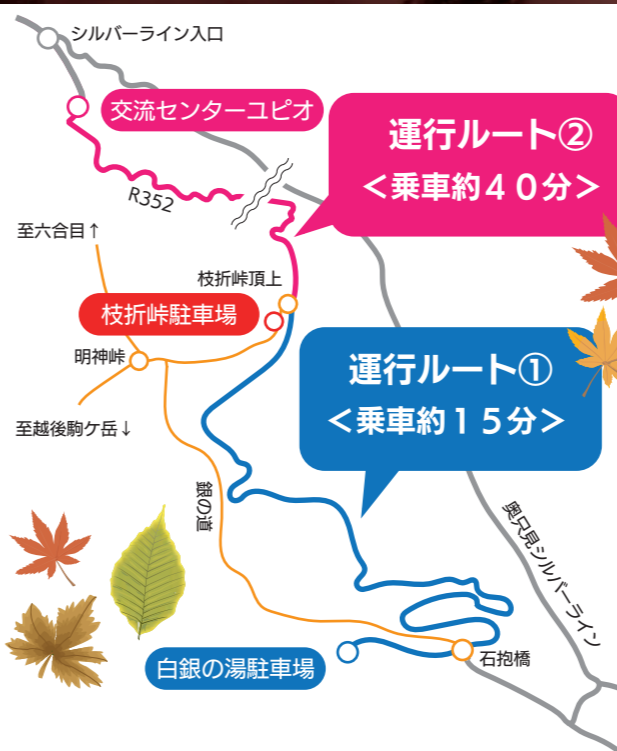 シルバーライン入口
交流センターユピオ
運行ルート②
＜乗車約４０分＞
R352
至六合目↑
枝折峠頂上
枝折峠駐車場
明神峠
運行ルート①
＜乗車約１５分＞
至越後駒ケ岳↓
銀の道
奥只見シルバーライン
白銀の湯駐車場
石抱橋